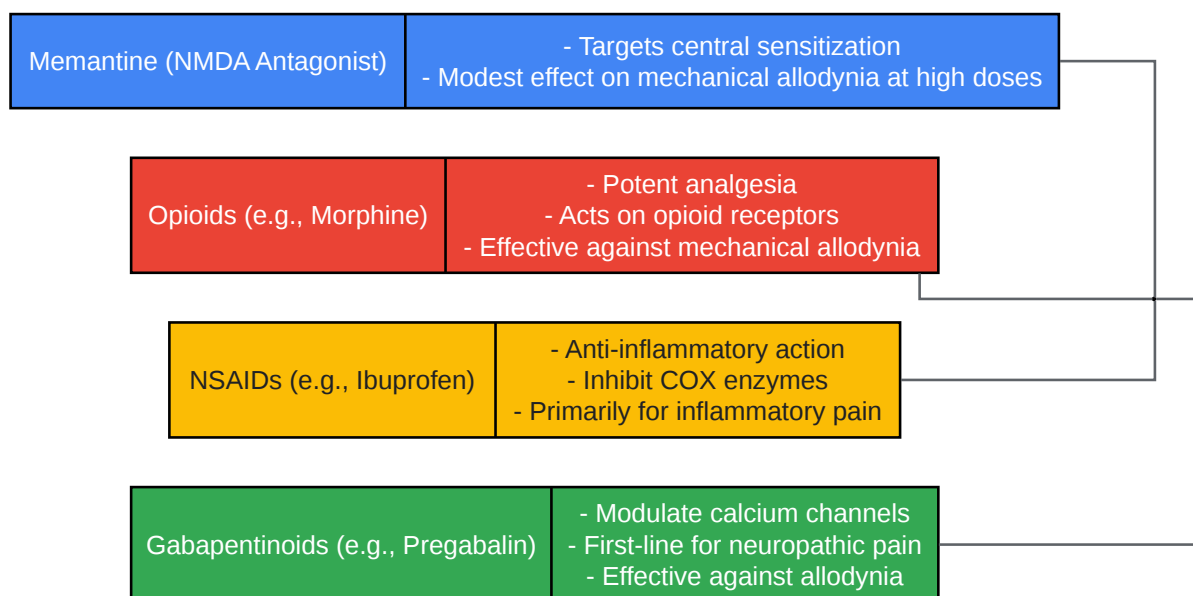 Memantine (NMDA Antagonist)
- Targets central sensitization
- Modest effect on mechanical allodynia at high doses
Opioids (e.g., Morphine)
- Potent analgesia
- Acts on opioid receptors
- Effective against mechanical allodynia
NSAIDs (e.g., Ibuprofen)
- Anti-inflammatory action
- Inhibit COX enzymes
- Primarily for inflammatory pain
Gabapentinoids (e.g., Pregabalin)
- Modulate calcium channels
- First-line for neuropathic pain
- Effective against allodynia